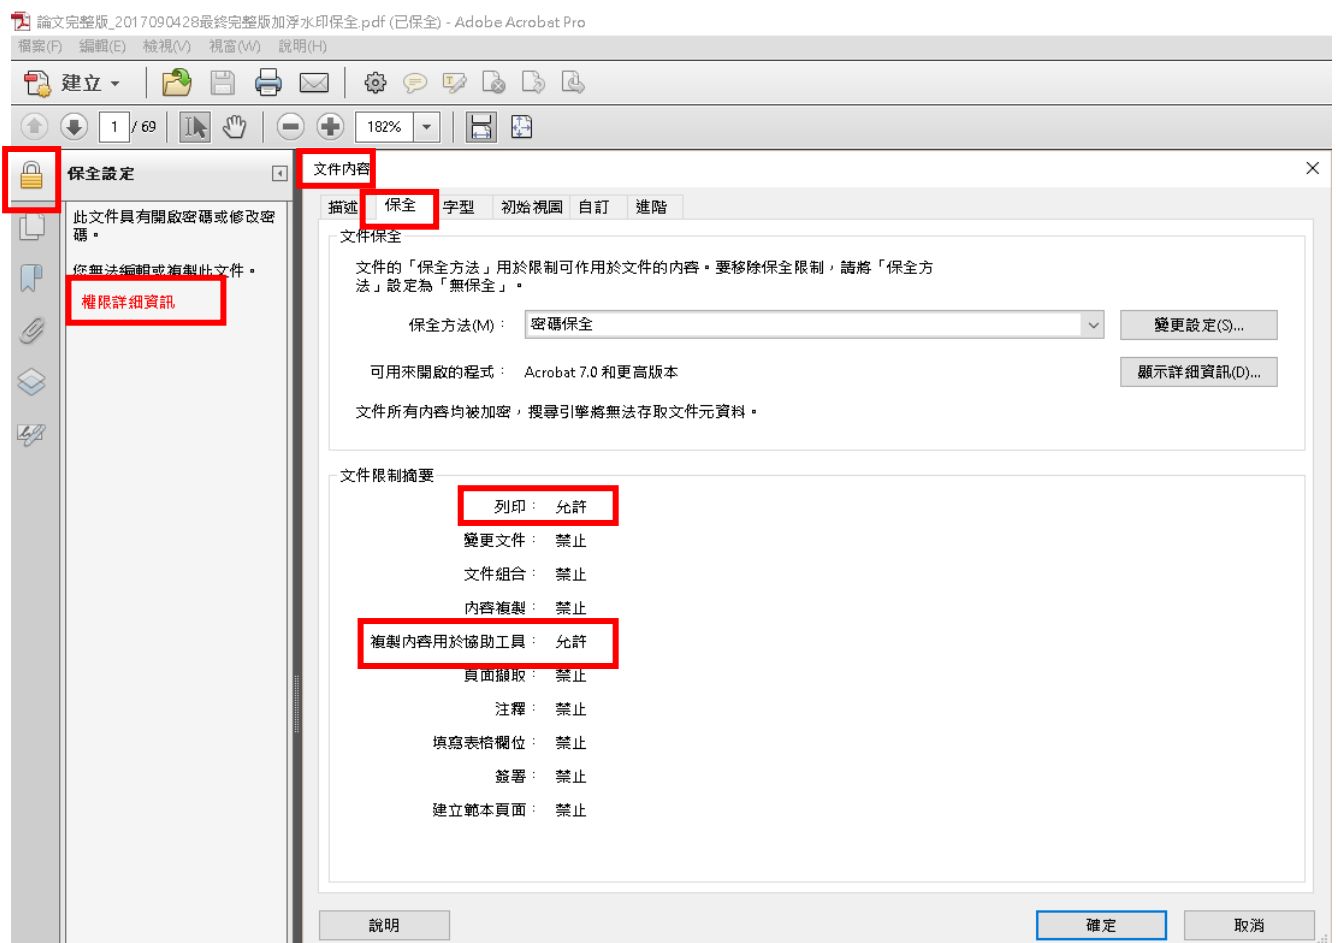 論文完整版_2017090428最終完整版加浮水印保全.pdf (已保全) - Adobe Acrobat Pro
檔案(F) 編輯(E) 檢視(V) 視窗(W) 說明(H)
建立
1 / 69 182%
保全設定
此文件具有開啟密碼或修改密
碼。
您無法編輯或複製此文件。
權限詳細資訊
文件內容
描述 保全 字型 初始視圖 自訂 進階
文件保全
文件的「保全方法」用於限制可作用於文件的內容。要移除保全限制，請將「保全方
法」設定為「無保全」。
保全方法(M)： 密碼保全 變更設定(S)...
可用來開啟的程式： Acrobat 7.0 和更高版本 顯示詳細資訊(D)...
文件所有內容均被加密，搜尋引擎將無法存取文件元資料。
文件限制摘要
列印： 允許
變更文件： 禁止
文件組合： 禁止
內容複製： 禁止
複製內容用於協助工具： 允許
頁面擷取： 禁止
注釋： 禁止
填寫表格欄位： 禁止
簽署： 禁止
建立範本頁面： 禁止
說明 確定 取消